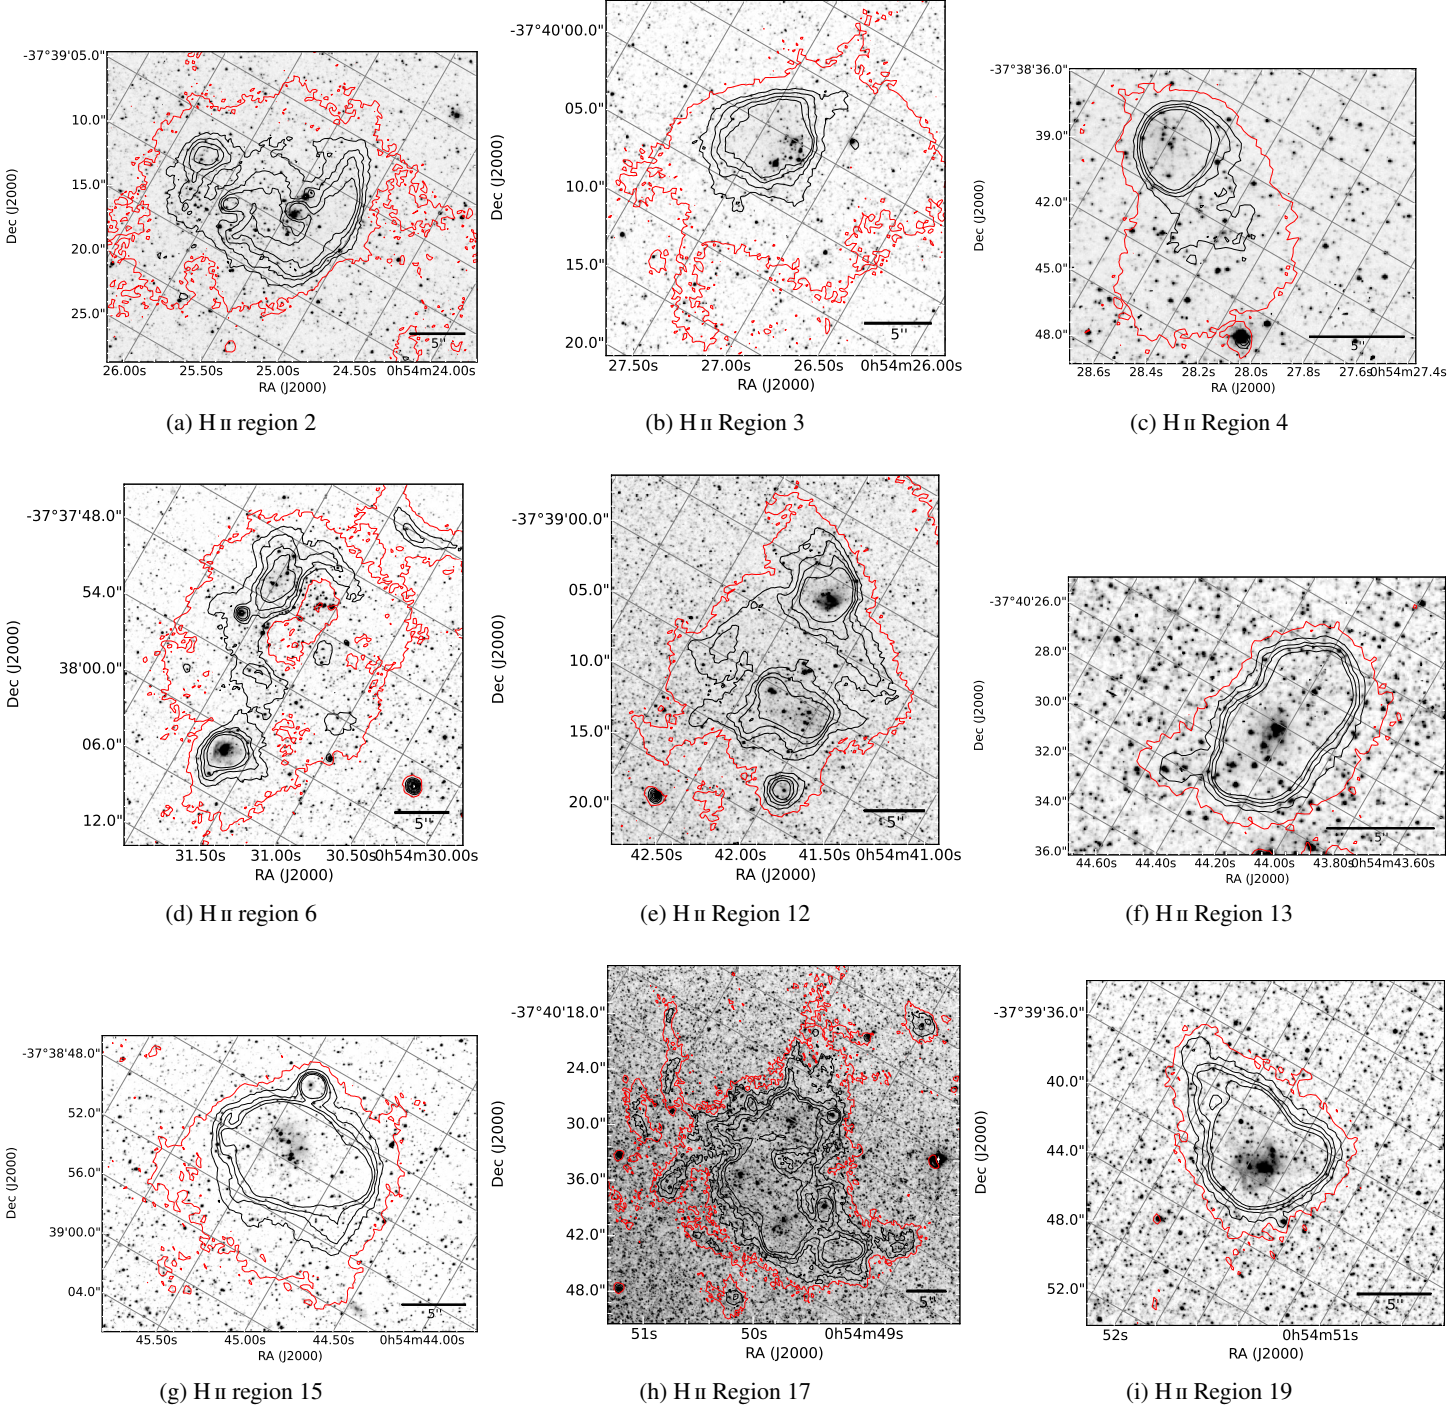 -37°39'05.0"
10.0"
15.0"
20.0"
25.0"
Dec (J2000)
5"
26.00s 25.50s 25.00s 24.50s 0h54m24.00s
RA (J2000)
(a) H II region 2
-37°40'00.0"
05.0"
10.0"
15.0"
20.0"
Dec (J2000)
5"
27.50s 27.00s 26.50s 0h54m26.00s
RA (J2000)
(b) H II Region 3
-37°38'36.0"
39.0"
42.0"
45.0"
48.0"
Dec (J2000)
5"
28.6s 28.4s 28.2s 28.0s 27.8s 27.6s 0h54m27.4s
RA (J2000)
(c) H II Region 4
-37°37'48.0"
54.0"
38'00.0"
06.0"
12.0"
Dec (J2000)
5"
31.50s 31.00s 30.50s 0h54m30.00s
RA (J2000)
(d) H II region 6
-37°39'00.0"
05.0"
10.0"
15.0"
20.0"
Dec (J2000)
5"
42.50s 42.00s 41.50s 0h54m41.00s
RA (J2000)
(e) H II Region 12
-37°40'26.0"
28.0"
30.0"
32.0"
34.0"
36.0"
Dec (J2000)
5"
44.60s 44.40s 44.20s 44.00s 43.80s 0h54m43.60s
RA (J2000)
(f) H II Region 13
-37°38'48.0"
52.0"
56.0"
39'00.0"
04.0"
Dec (J2000)
5"
45.50s 45.00s 44.50s 0h54m44.00s
RA (J2000)
(g) H II region 15
-37°40'18.0"
24.0"
30.0"
36.0"
42.0"
48.0"
Dec (J2000)
5"
51s 50s 0h54m49s
RA (J2000)
(h) H II Region 17
-37°39'36.0"
40.0"
44.0"
48.0"
52.0"
Dec (J2000)
5"
52s 0h54m51s
RA (J2000)
(i) H II Region 19